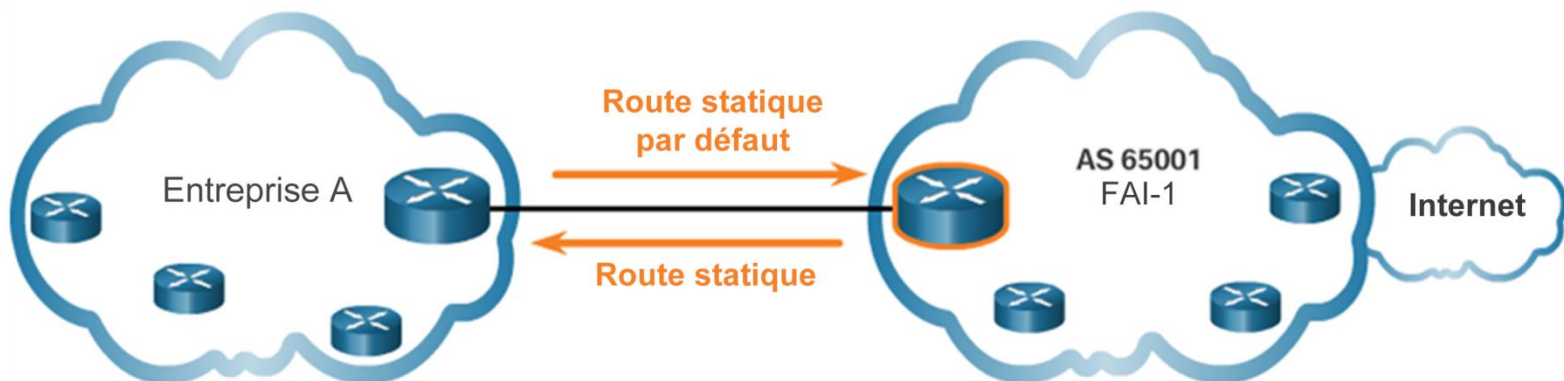 Route statique
par défaut
Entreprise A
AS 65001
FAI-1
Internet
Route statique